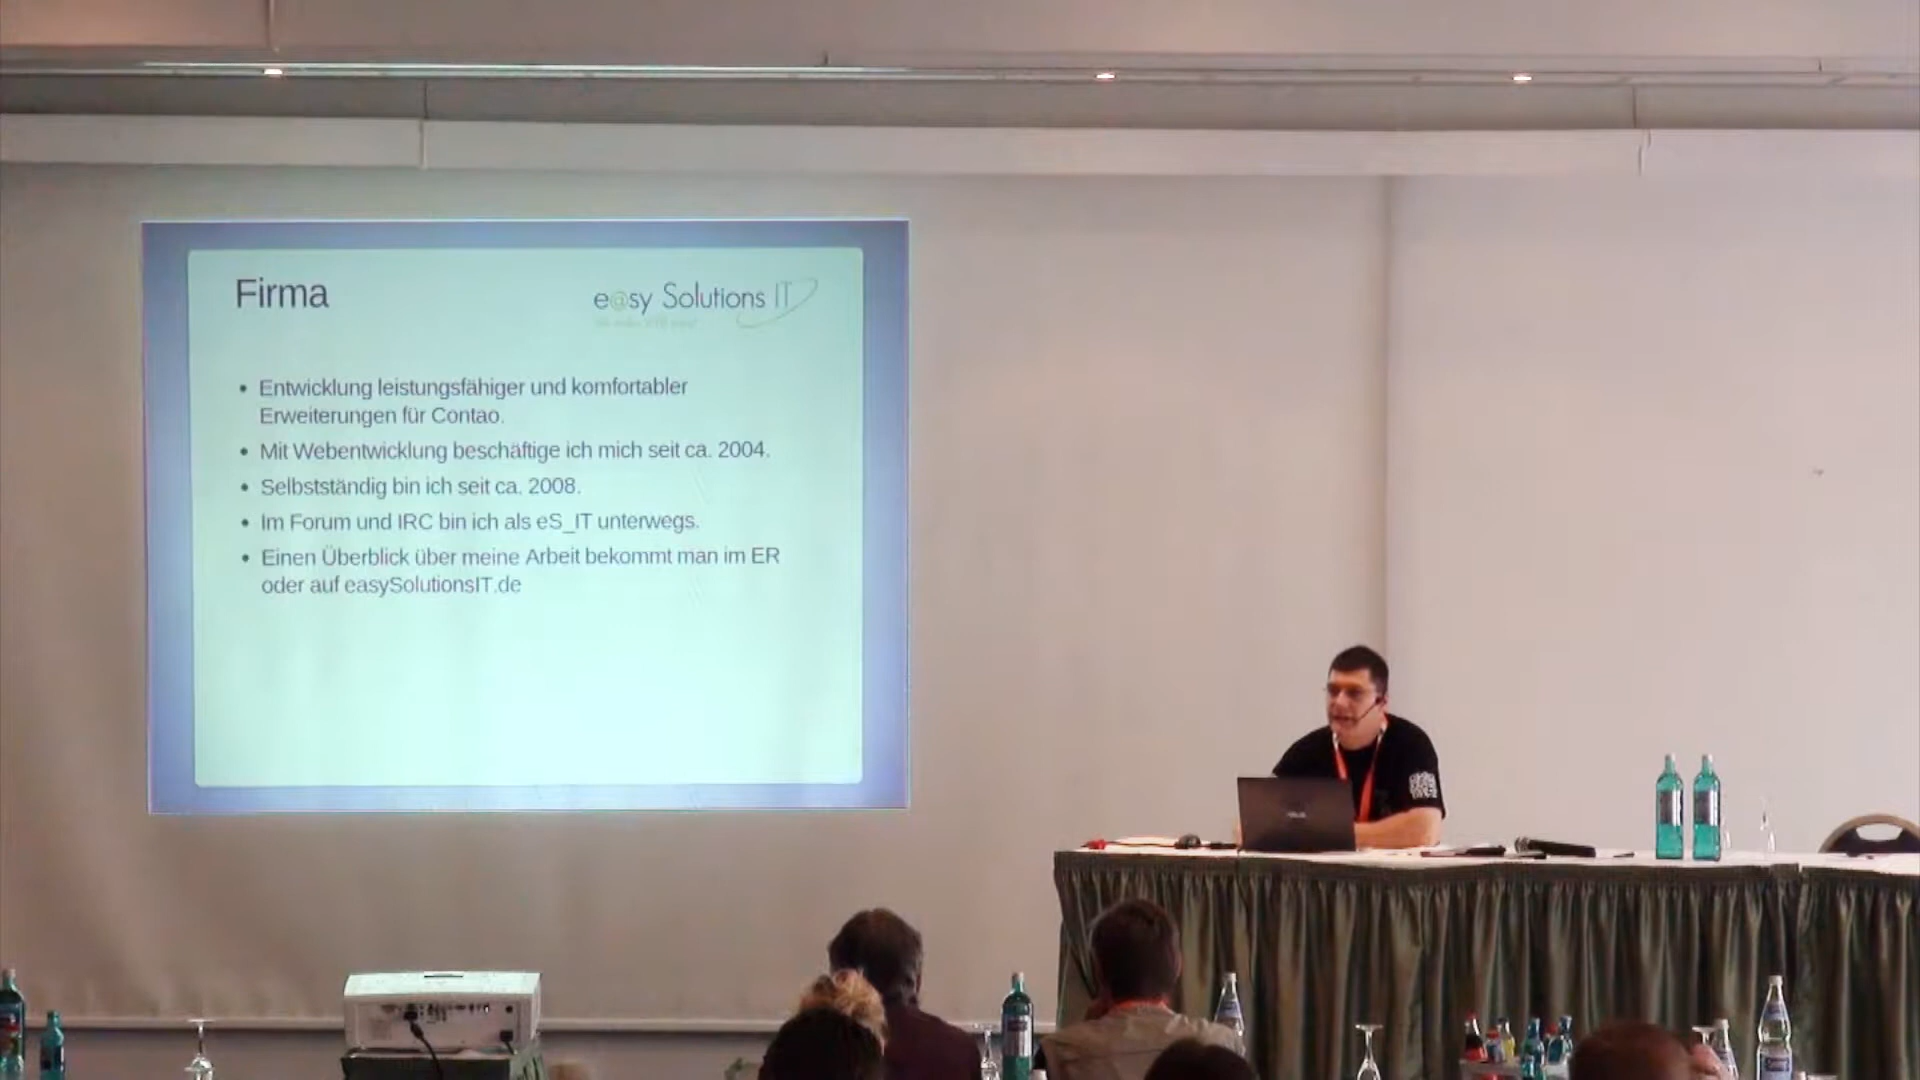 Firma
e@sy Solutions IT
• Entwicklung leistungsfähiger und komfortabler
Erweiterungen für Contao.
• Mit Webentwicklung beschäftige ich mich seit ca. 2004.
• Selbstständig bin ich seit ca. 2008.
• Im Forum und IRC bin ich als eS_IT unterwegs.
• Einen Überblick über meine Arbeit bekommt man im ER
oder auf easySolutionsIT.de